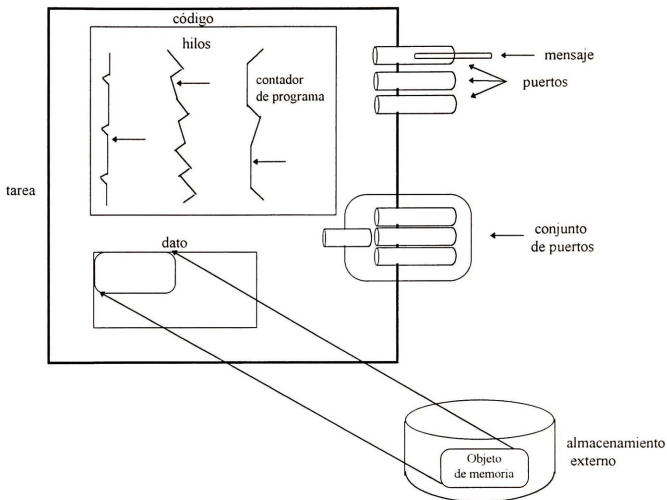 código
hilos
mensaje
contador
de programa
puertos
tarea
conjunto
de puertos
dato
almacenamiento
externo
Objeto
de memoria